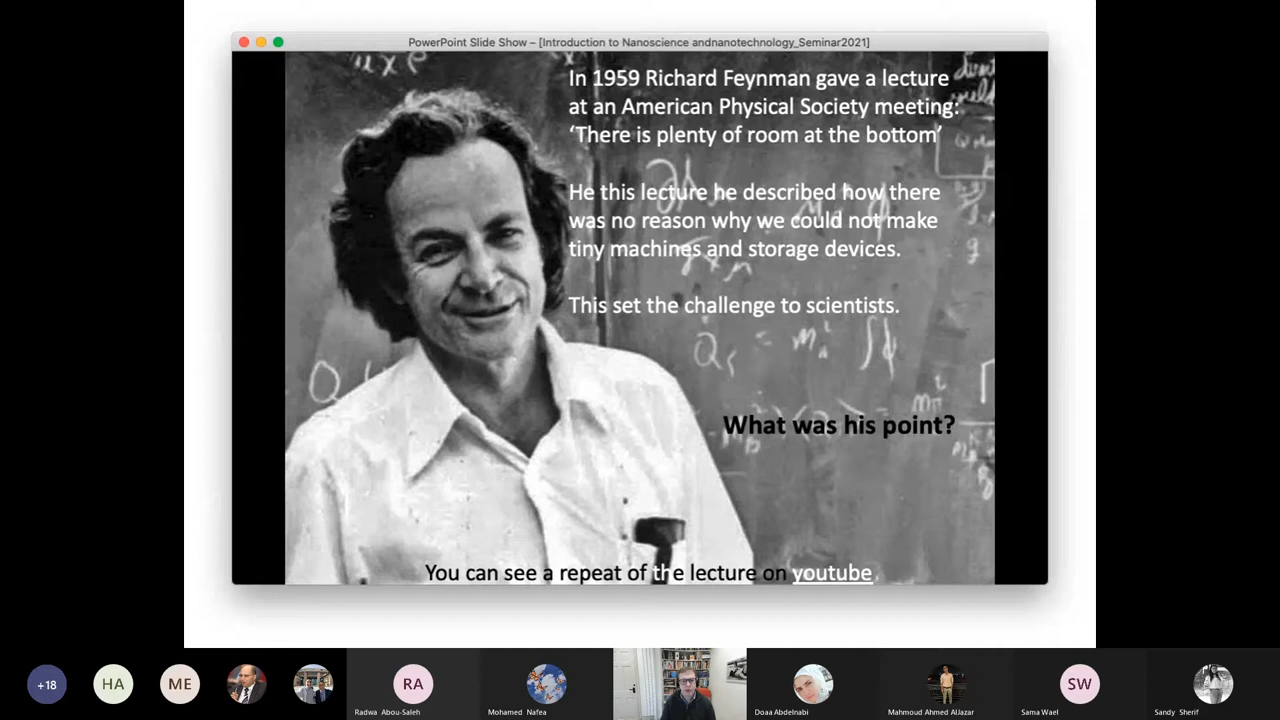 PowerPoint Slide Show – [Introduction to Nanoscience andnanotechnology_Seminar2021]
In 1959 Richard Feynman gave a lecture
at an American Physical Society meeting:
‘There is plenty of room at the bottom’
He this lecture he described how there
was no reason why we could not make
tiny machines and storage devices.
This set the challenge to scientists.
What was his point?
You can see a repeat of the lecture on youtube
+18
HA
ME
RA
SW
Radwa Abou-Saleh
Mohamed Nafea
Doaa Abdelnabi
Mahmoud Ahmed AlJazar
Sama Wael
Sandy Sherif